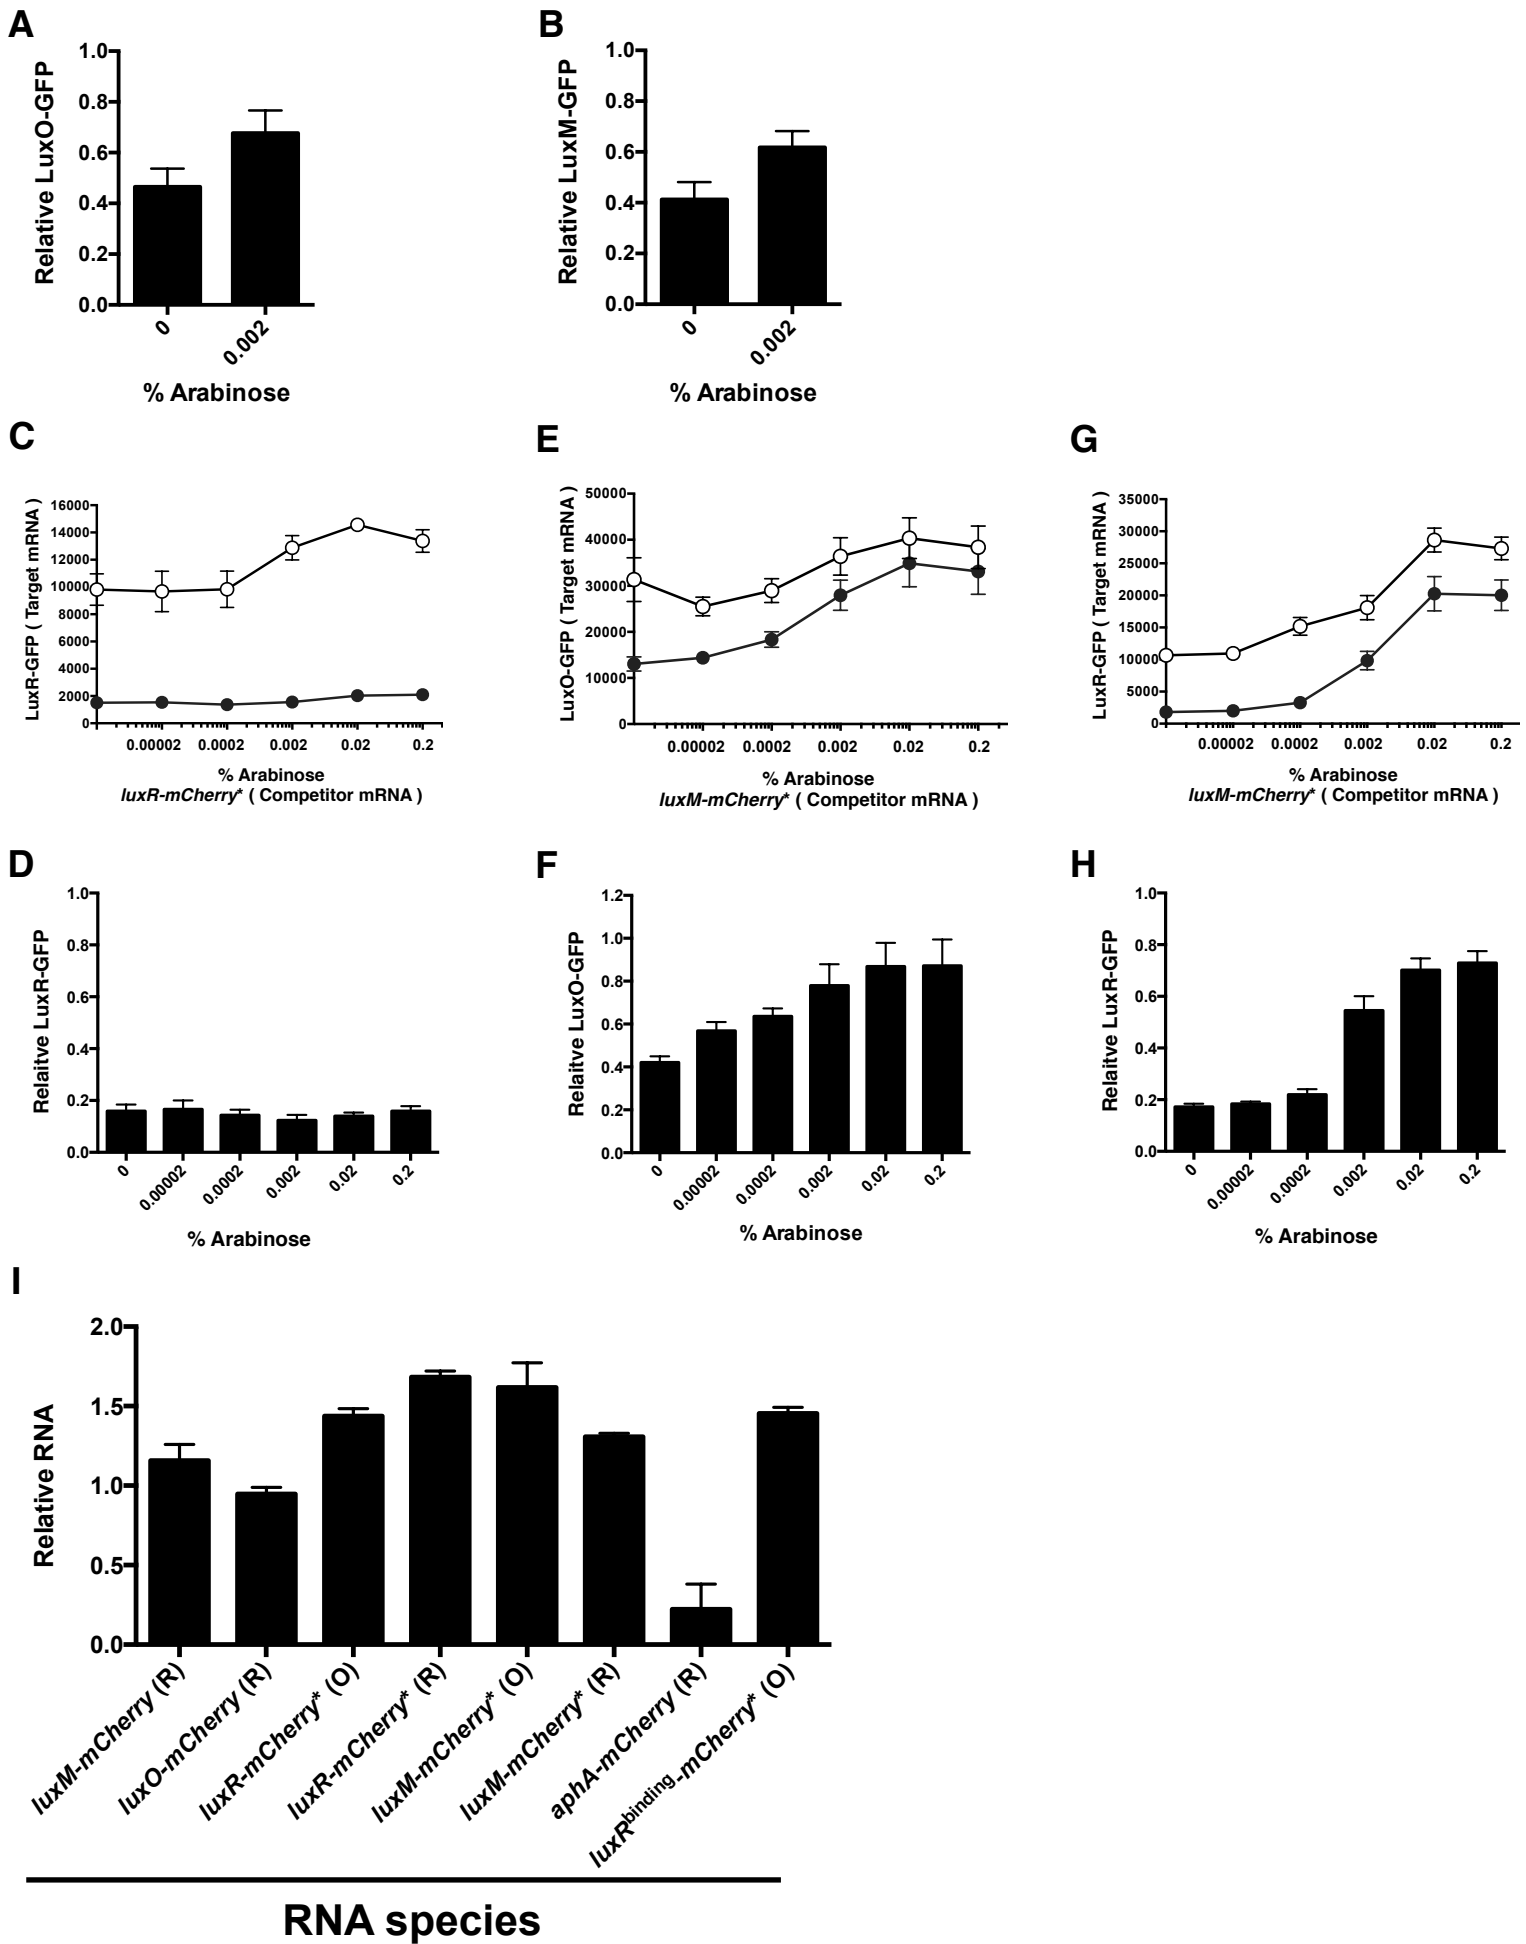 A
Relative LuxO-GFP
1.0
0.8
0.6
0.4
0.2
0.0
0
0.002
% Arabinose
B
Relative LuxM-GFP
1.0
0.8
0.6
0.4
0.2
0.0
0
0.002
% Arabinose
C
LuxR-GFP ( Target mRNA )
16000
14000
12000
10000
8000
6000
4000
2000
0
0.00002 0.0002 0.002 0.02 0.2
% Arabinose
luxR-mCherry* ( Competitor mRNA )
E
LuxO-GFP ( Target mRNA )
50000
40000
30000
20000
10000
0
0.00002 0.0002 0.002 0.02 0.2
% Arabinose
luxM-mCherry* ( Competitor mRNA )
G
LuxR-GFP ( Target mRNA )
35000
30000
25000
20000
15000
10000
5000
0
0.00002 0.0002 0.002 0.02 0.2
% Arabinose
luxM-mCherry* ( Competitor mRNA )
D
Relaitve LuxR-GFP
1.0
0.8
0.6
0.4
0.2
0.0
0
0.00002
0.0002
0.002
0.02
0.2
% Arabinose
F
Relaitve LuxO-GFP
1.2
1.0
0.8
0.6
0.4
0.2
0.0
0
0.00002
0.0002
0.002
0.02
0.2
% Arabinose
H
Relaitve LuxR-GFP
1.0
0.8
0.6
0.4
0.2
0.0
0
0.00002
0.0002
0.002
0.02
0.2
% Arabinose
I
Relative RNA
2.0
1.5
1.0
0.5
0.0
luxM-mCherry (R)
luxO-mCherry (R)
luxR-mCherry* (O)
luxR-mCherry* (R)
luxM-mCherry* (O)
luxM-mCherry* (R)
aphA-mCherry (R)
luxRbinding-mCherry* (O)
RNA species